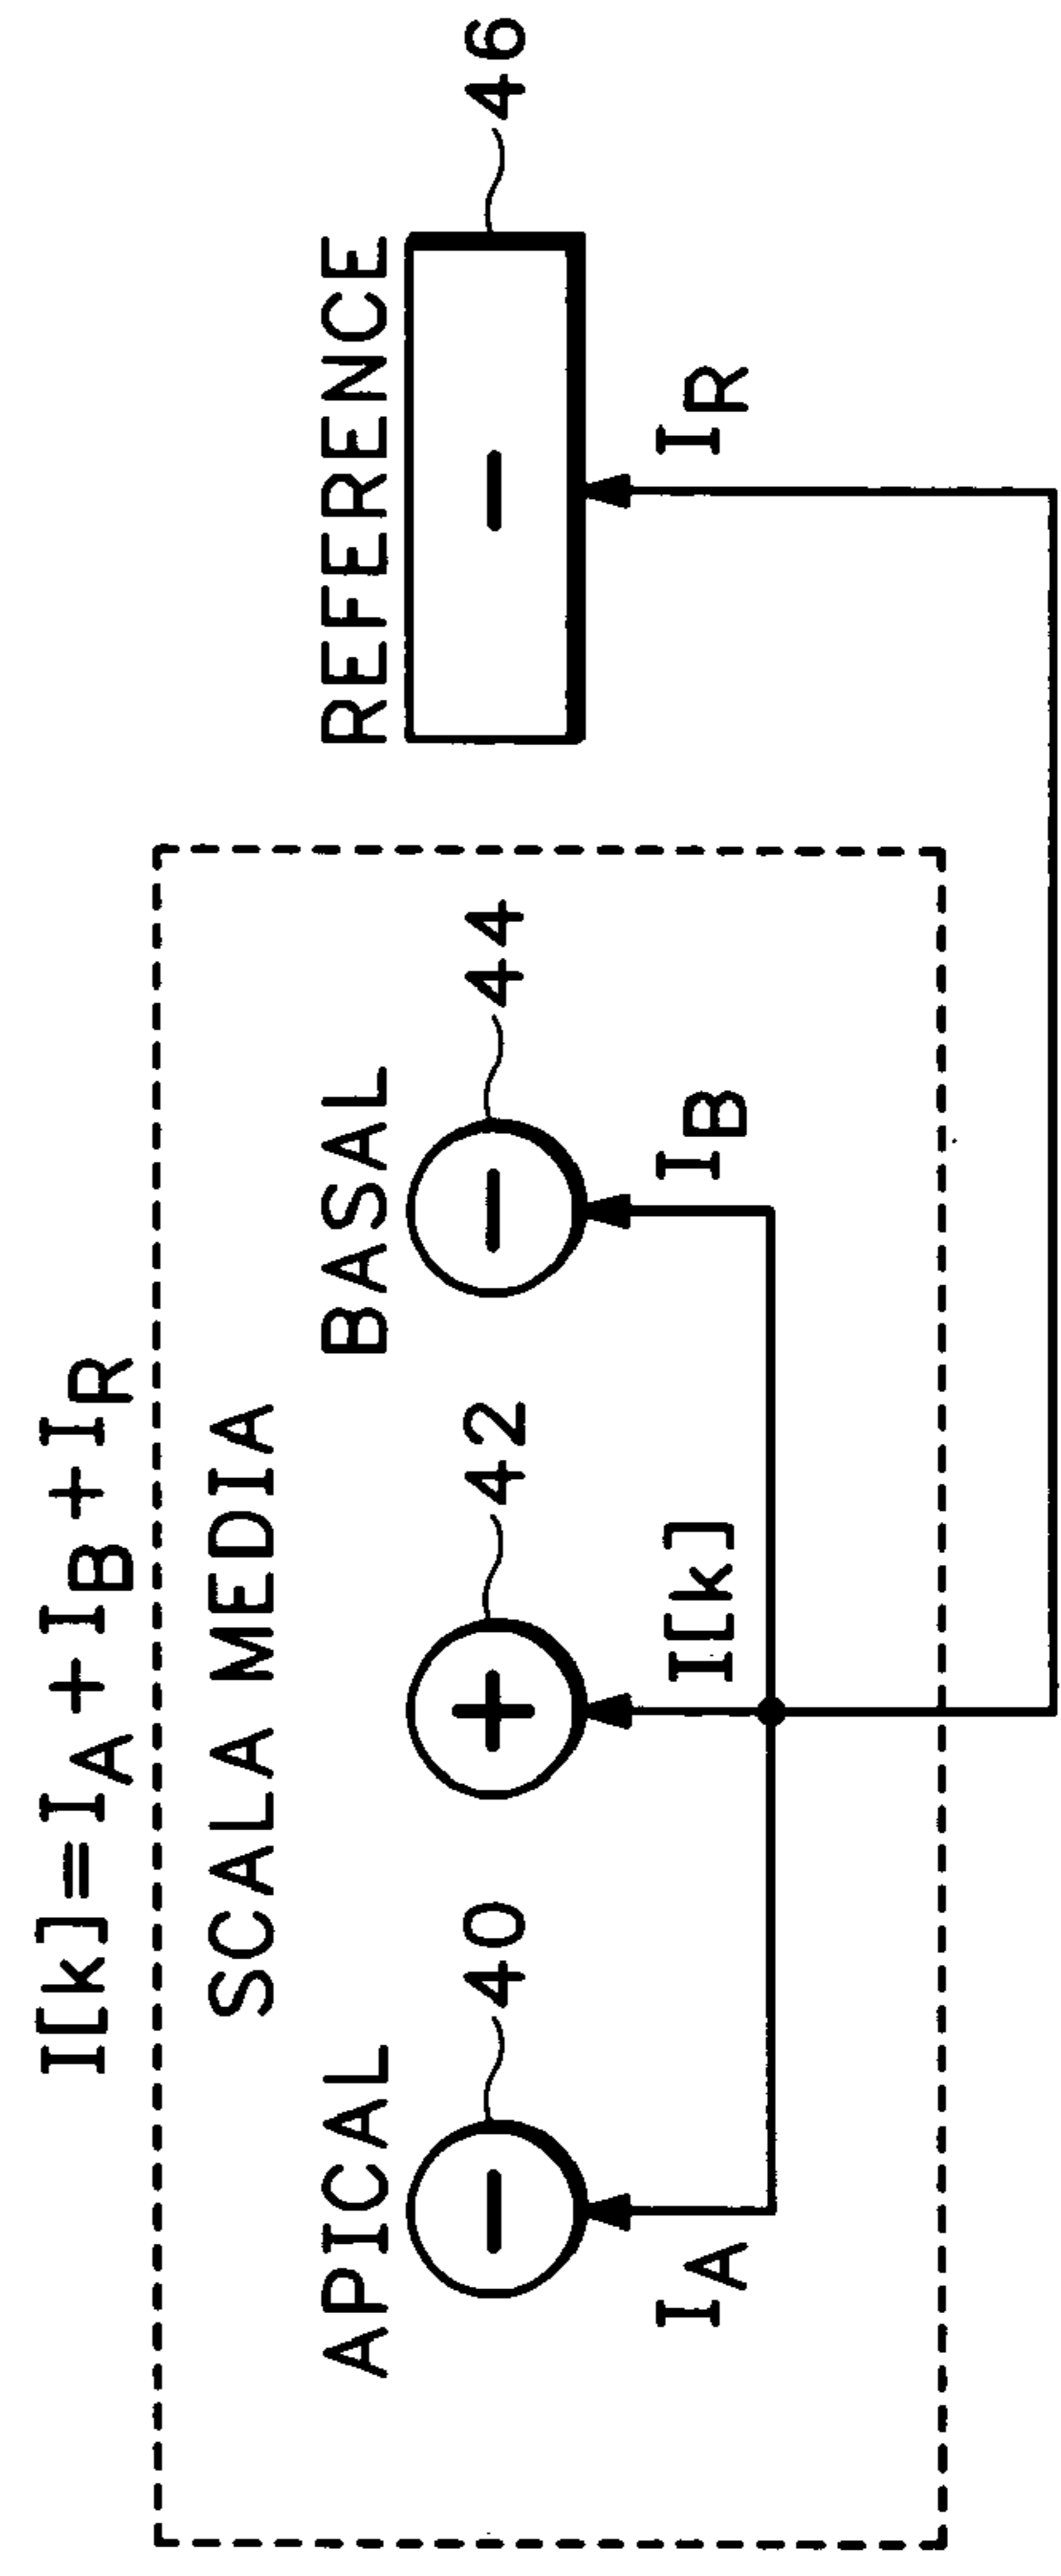 I[k]=IA+IB+IR
SCALA MEDIA
APICAL
BASAL
REFERENCE
40
42
44
46
IA
I[k]
IB
IR
−
+
−
−